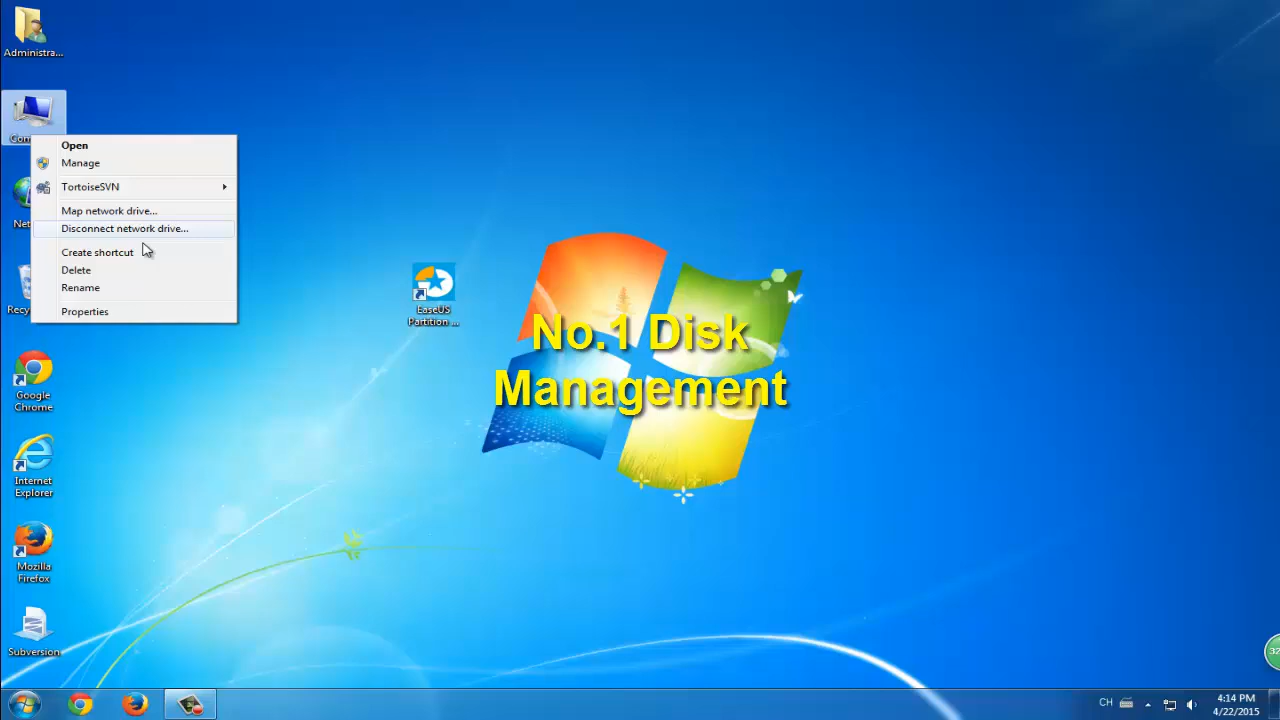 Administra...
Open
Manage
TortoiseSVN
Map network drive...
Disconnect network drive...
Create shortcut
Delete
Rename
Properties
EaseUS
Partition ...
No.1 Disk
Management
Google
Chrome
Internet
Explorer
Mozilla
Firefox
Subversion
32
CH
4:14 PM
4/22/2015